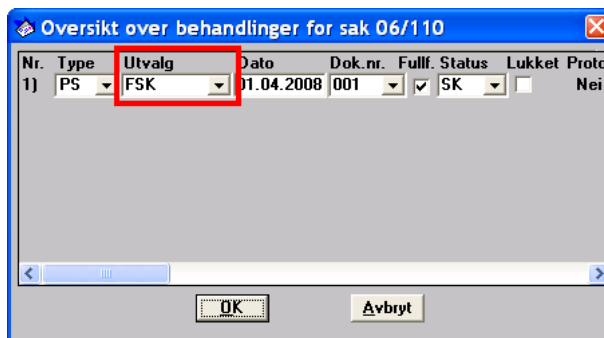 Oversikt over behandlinger for sak 06/110
Nr. Type Utvalg Dato Dok.nr. Fullf. Status Lukket Proto
1) PS FSK 01.04.2008 001 SK Nei
OK Avbryt